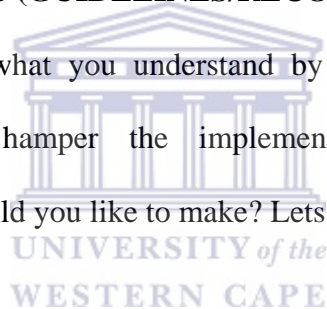 what you understand by
hamper the implemen
ld you like to make? Lets
UNIVERSITY of the
WESTERN CAPE